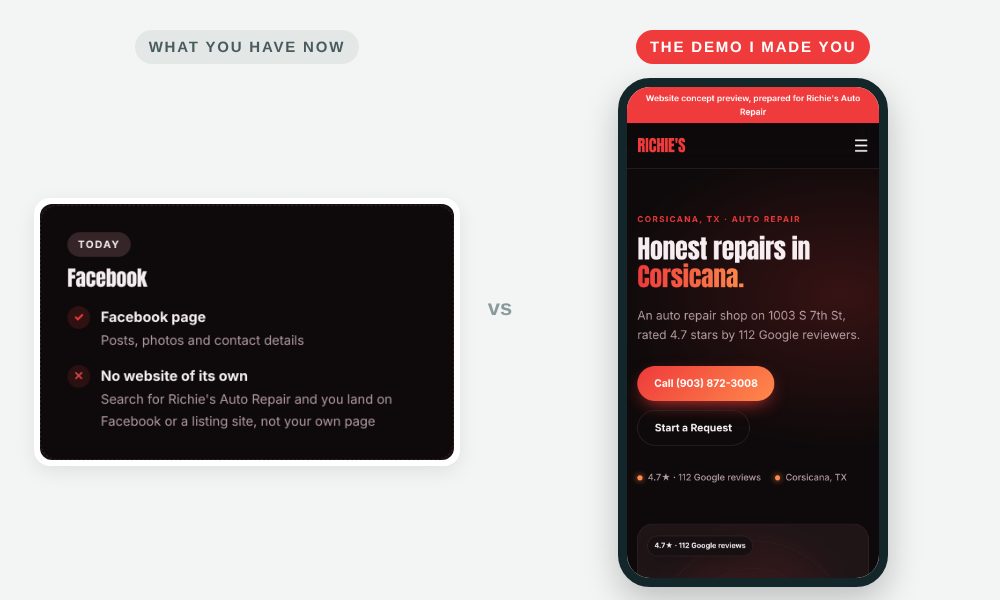 WHAT YOU HAVE NOW
TODAY
Facebook
Facebook page
Posts, photos and contact details
No website of its own
Search for Richie's Auto Repair and you land on
Facebook or a listing site, not your own page
vs
THE DEMO I MADE YOU
Website concept preview, prepared for Richie's Auto
Repair
RICHIE'S
CORSICANA, TX · AUTO REPAIR
Honest repairs in
Corsicana.
An auto repair shop on 1003 S 7th St,
rated 4.7 stars by 112 Google reviewers.
Call (903) 872-3008
Start a Request
4.7★ · 112 Google reviews Corsicana, TX
4.7★ · 112 Google reviews